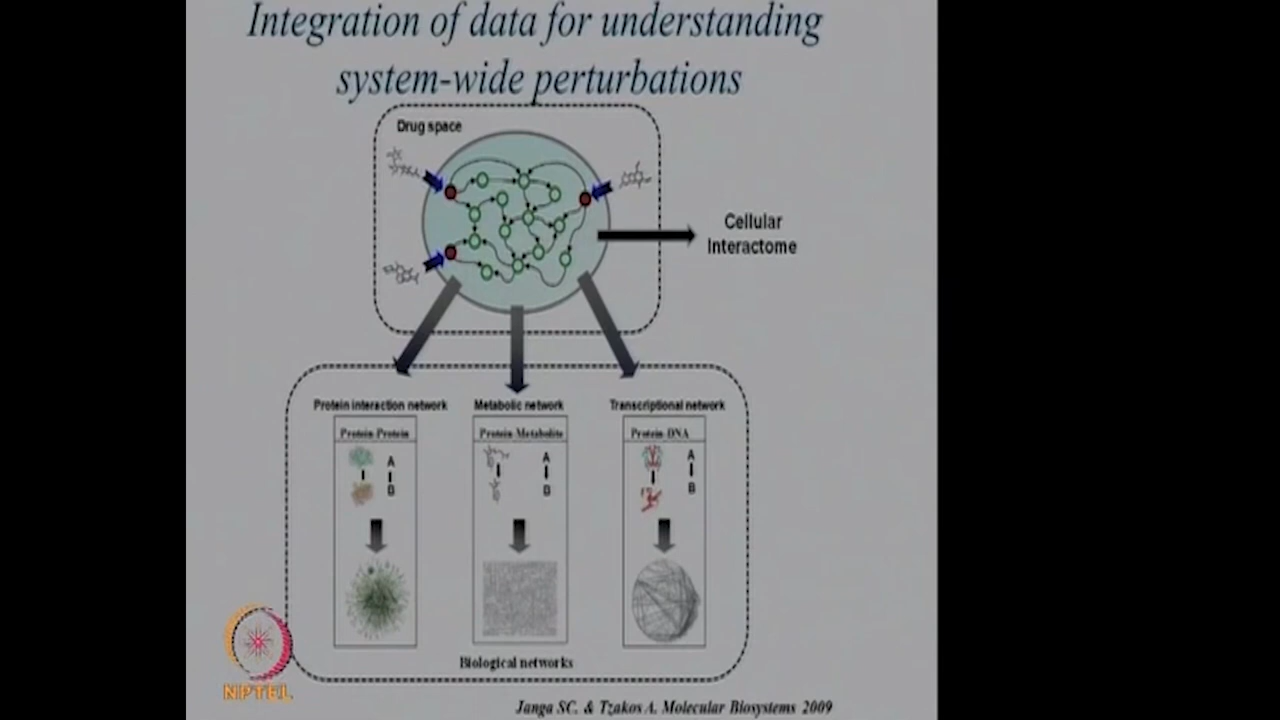 Integration of data for understanding
system-wide perturbations
Drug space
Cellular
Interactome
Protein interaction network
Metabolic network
Transcriptional network
Protein-Protein
Protein-Metabolite
Protein-DNA
A
B
A
B
A
B
Biological networks
NPTEL
Janga SC. & Tzakos A. Molecular Biosystems 2009